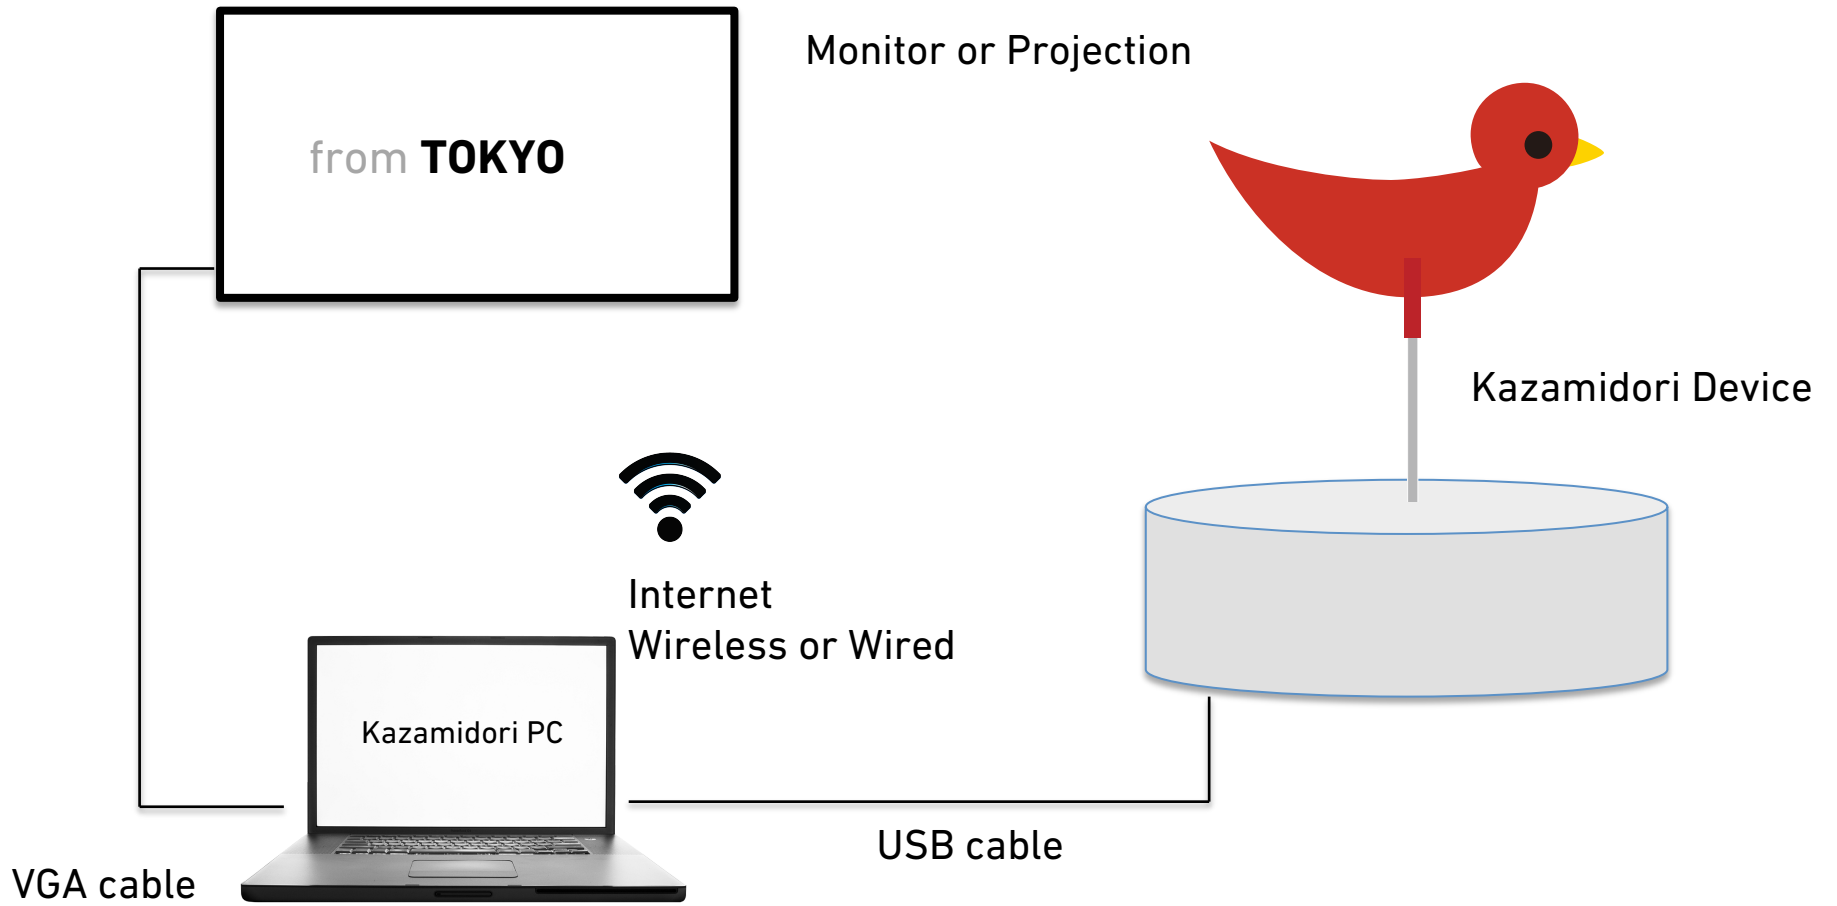 Monitor or Projection
from TOKYO
Kazamidori Device
Internet
Wireless or Wired
Kazamidori PC
USB cable
VGA cable